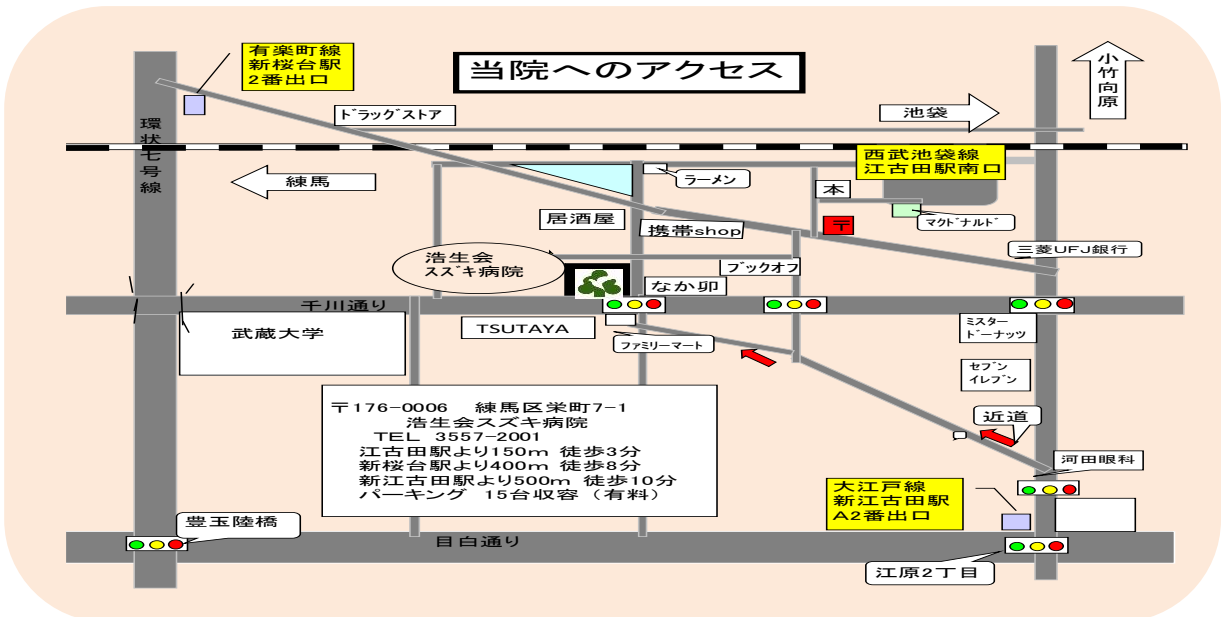 当院へのアクセス
有楽町線
新桜台駅
2番出口
小竹向原
ドラッグストア
池袋
環状七号線
練馬
西武池袋線
江古田駅南口
ラーメン
本
マクドナルド
居酒屋
携帯shop
〒
三菱UFJ銀行
浩生会
スズキ病院
ブックオフ
なか卯
千川通り
武蔵大学
TSUTAYA
ファミリーマート
ミスター
ドーナッツ
セブン
イレブン
近道
〒176-0006 練馬区栄町7-1
浩生会スズキ病院
TEL 3557-2001
江古田駅より150m 徒歩3分
新桜台駅より400m 徒歩8分
新江古田駅より500m 徒歩10分
パーキング 15台収容（有料）
河田眼科
大江戸線
新江古田駅
A2番出口
豊玉陸橋
目白通り
江原2丁目